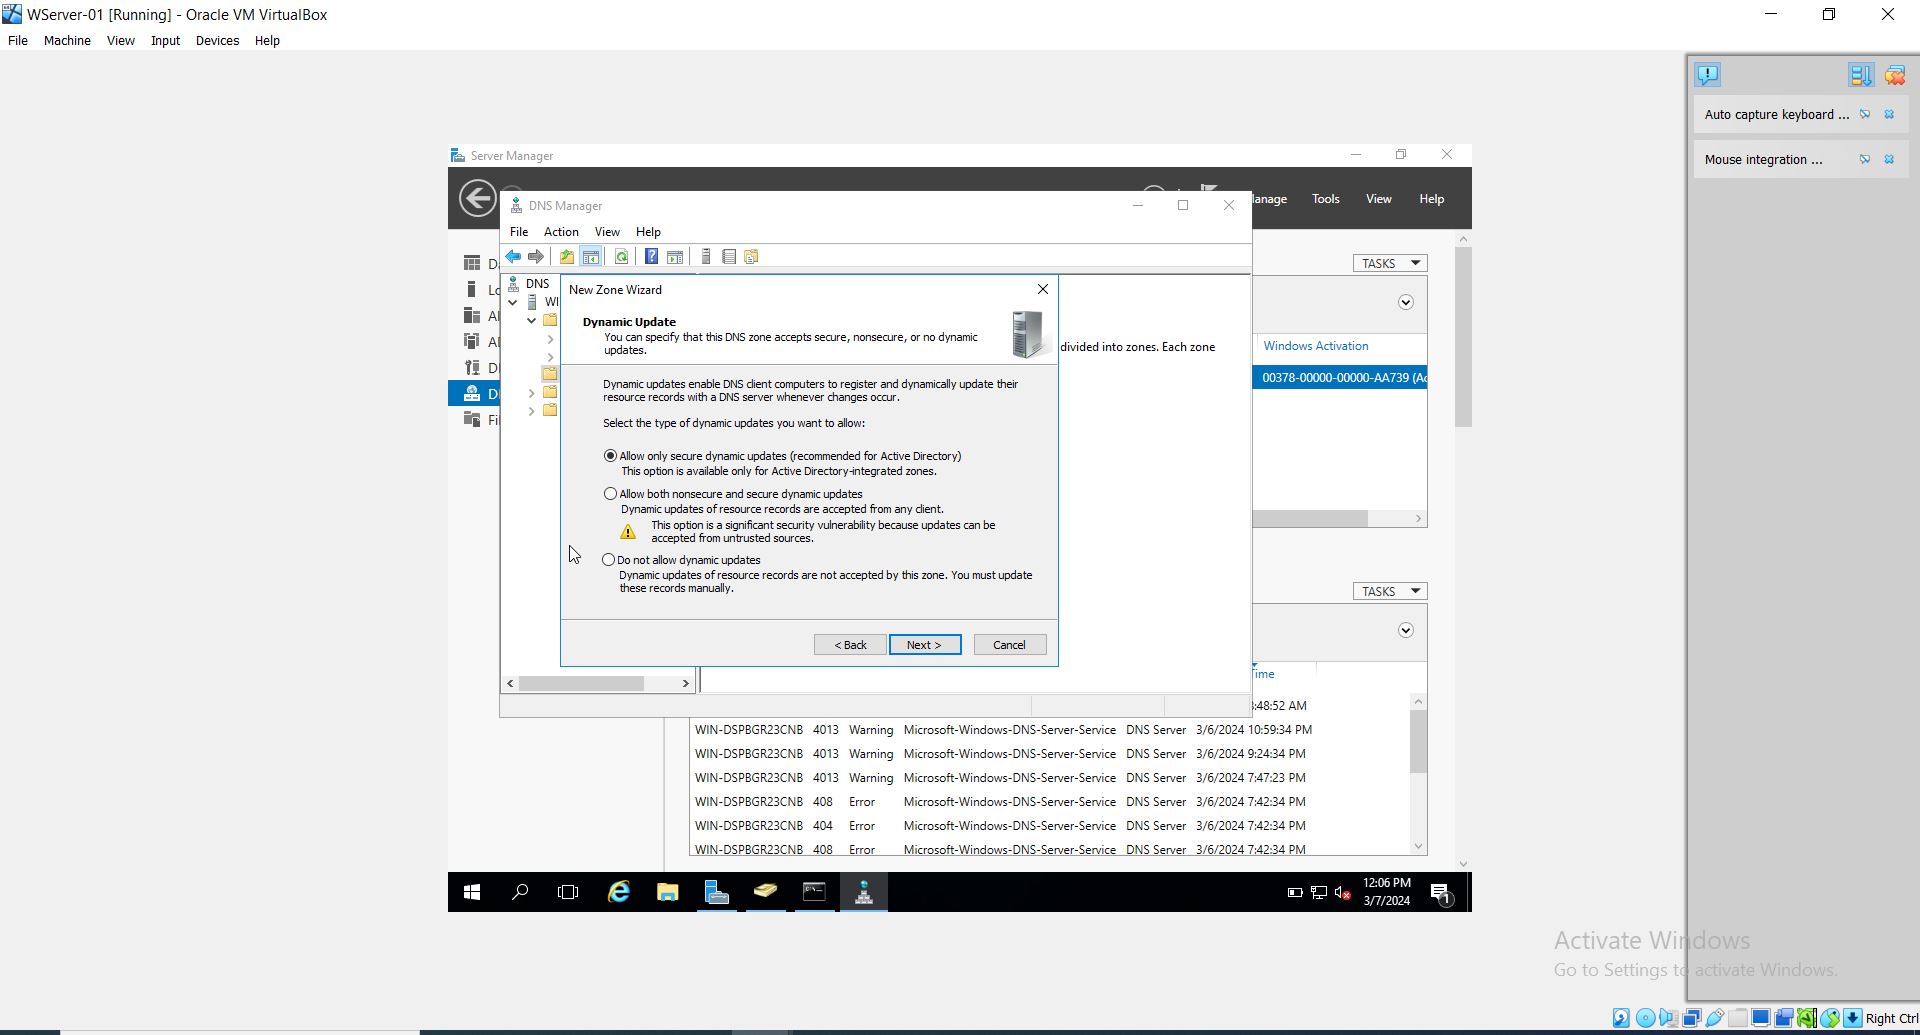 WServer-01 [Running] - Oracle VM VirtualBox
File Machine View Input Devices Help
Auto capture keyboard ...
Mouse integration ...
Server Manager
Tools View Help
DNS Manager
File Action View Help
DNS
New Zone Wizard
Dynamic Update
You can specify that this DNS zone accepts secure, nonsecure, or no dynamic
updates.
divided into zones. Each zone
Dynamic updates enable DNS client computers to register and dynamically update their
resource records with a DNS server whenever changes occur.
Select the type of dynamic updates you want to allow:
Allow only secure dynamic updates (recommended for Active Directory)
This option is available only for Active Directory-integrated zones.
Allow both nonsecure and secure dynamic updates
Dynamic updates of resource records are accepted from any client.
This option is a significant security vulnerability because updates can be
accepted from untrusted sources.
Do not allow dynamic updates
Dynamic updates of resource records are not accepted by this zone. You must update
these records manually.
< Back Next > Cancel
TASKS
Windows Activation
00378-00000-00000-AA739
TASKS
:48:52 AM
WIN-DSPBGR23CNB 4013 Warning Microsoft-Windows-DNS-Server-Service DNS Server 3/6/2024 10:59:34 PM
WIN-DSPBGR23CNB 4013 Warning Microsoft-Windows-DNS-Server-Service DNS Server 3/6/2024 9:24:34 PM
WIN-DSPBGR23CNB 4013 Warning Microsoft-Windows-DNS-Server-Service DNS Server 3/6/2024 7:47:23 PM
WIN-DSPBGR23CNB 408 Error Microsoft-Windows-DNS-Server-Service DNS Server 3/6/2024 7:42:34 PM
WIN-DSPBGR23CNB 404 Error Microsoft-Windows-DNS-Server-Service DNS Server 3/6/2024 7:42:34 PM
WIN-DSPBGR23CNB 408 Error Microsoft-Windows-DNS-Server-Service DNS Server 3/6/2024 7:42:34 PM
12:06 PM
3/7/2024
1
Activate Windows
Go to Settings to activate Windows.
Right Ctrl